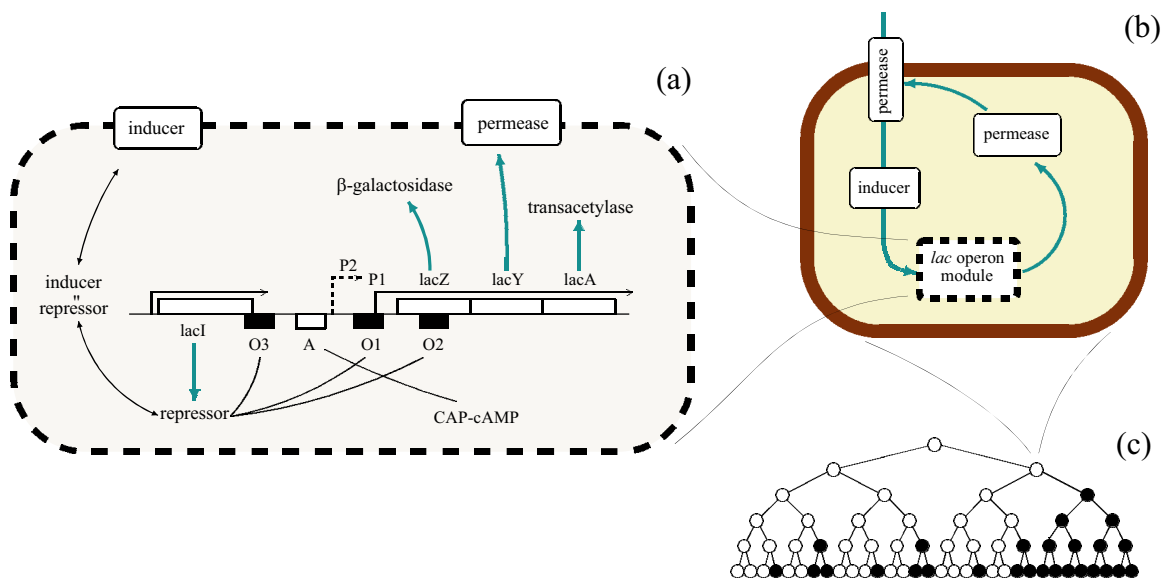 (a)
inducer
permease
β-galactosidase
transacetylase
inducer
"
repressor
P2
P1
lacZ
lacY
lacA
lacI
O3
A
O1
O2
repressor
CAP-cAMP
(b)
permease
permease
inducer
lac operon
module
(c)